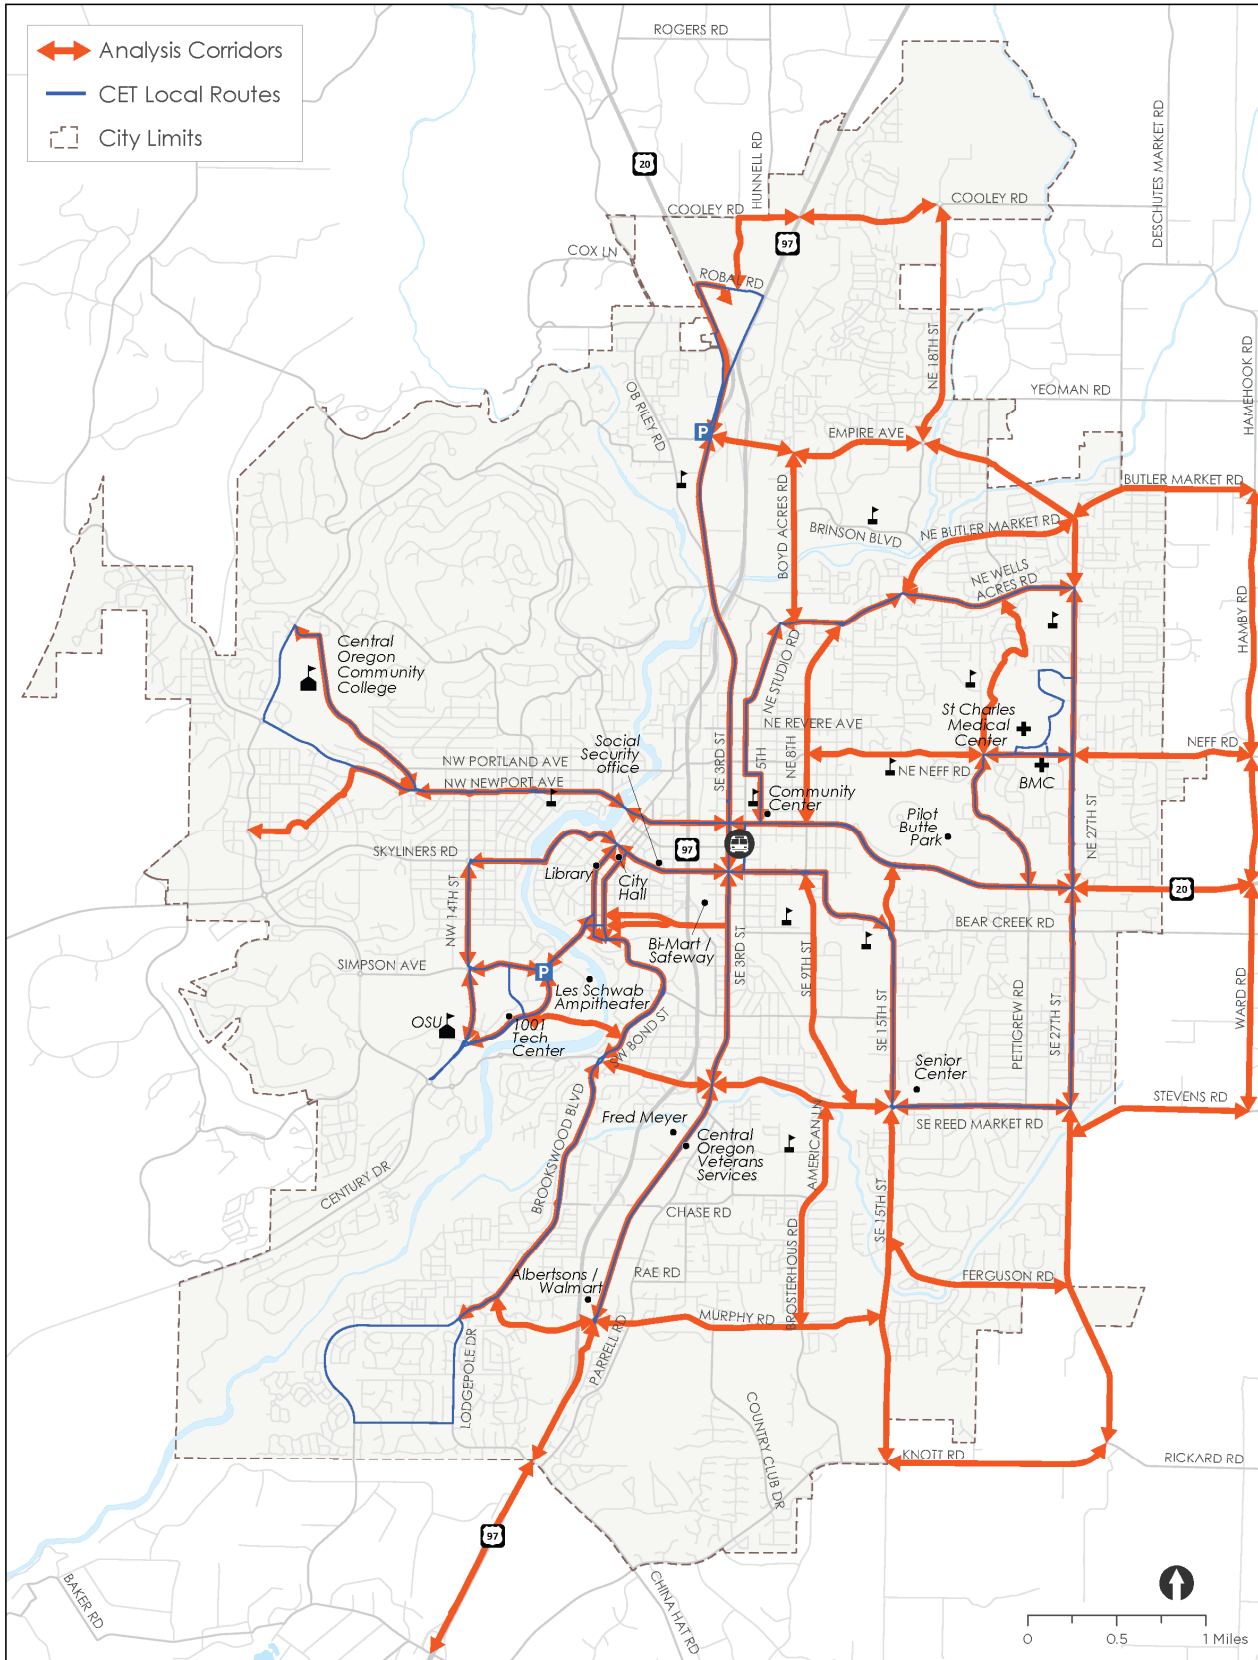 Analysis Corridors
CET Local Routes
City Limits
ROGERS RD
20
HUNNELL RD
DESCHUTES MARKET RD
COOLEY RD
COOLEY RD
97
COX LN
ROBAL RD
NE 18TH ST
HAMEHOOK RD
YEOMAN RD
OB RILEY RD
P
EMPIRE AVE
BUTLER MARKET RD
BOYD ACRES RD
BRINSON BLVD
NE BUTLER MARKET RD
NE WELLS
ACRES RD
HAMBY RD
Central
Oregon
Community
College
NE STUDIO RD
St Charles
Medical
Center
NE REVERE AVE
Social
Security
office
SE 3RD ST
5TH
NE 8TH
NEFF RD
NW PORTLAND AVE
NW NEWPORT AVE
NE NEFF RD
BMC
Community
Center
Pilot
Butte
Park
NE 27TH ST
97
SKYLINERS RD
Library
City
Hall
20
NW 14TH ST
BEAR CREEK RD
Bi-Mart /
Safeway
SE 3RD ST
SE 9TH ST
SIMPSON AVE
P
Les Schwab
Ampitheater
SE 15TH ST
PETTIGREW RD
SE 27TH ST
WARD RD
OSU
1001
Tech
Center
SW BOND ST
Senior
Center
STEVENS RD
BROOKSWOOD BLVD
Fred Meyer
SE REED MARKET RD
AMERICAN LN
Central
Oregon
Veterans
Services
CENTURY DR
CHASE RD
SE 15TH ST
BROSTERHOUS RD
RAE RD
FERGUSON RD
Albertsons /
Walmart
MURPHY RD
PARRELL RD
LODGEPOLE DR
COUNTRY CLUB DR
KNOTT RD
RICKARD RD
97
BAKER RD
CHINA HAT RD
0 0.5 1 Miles